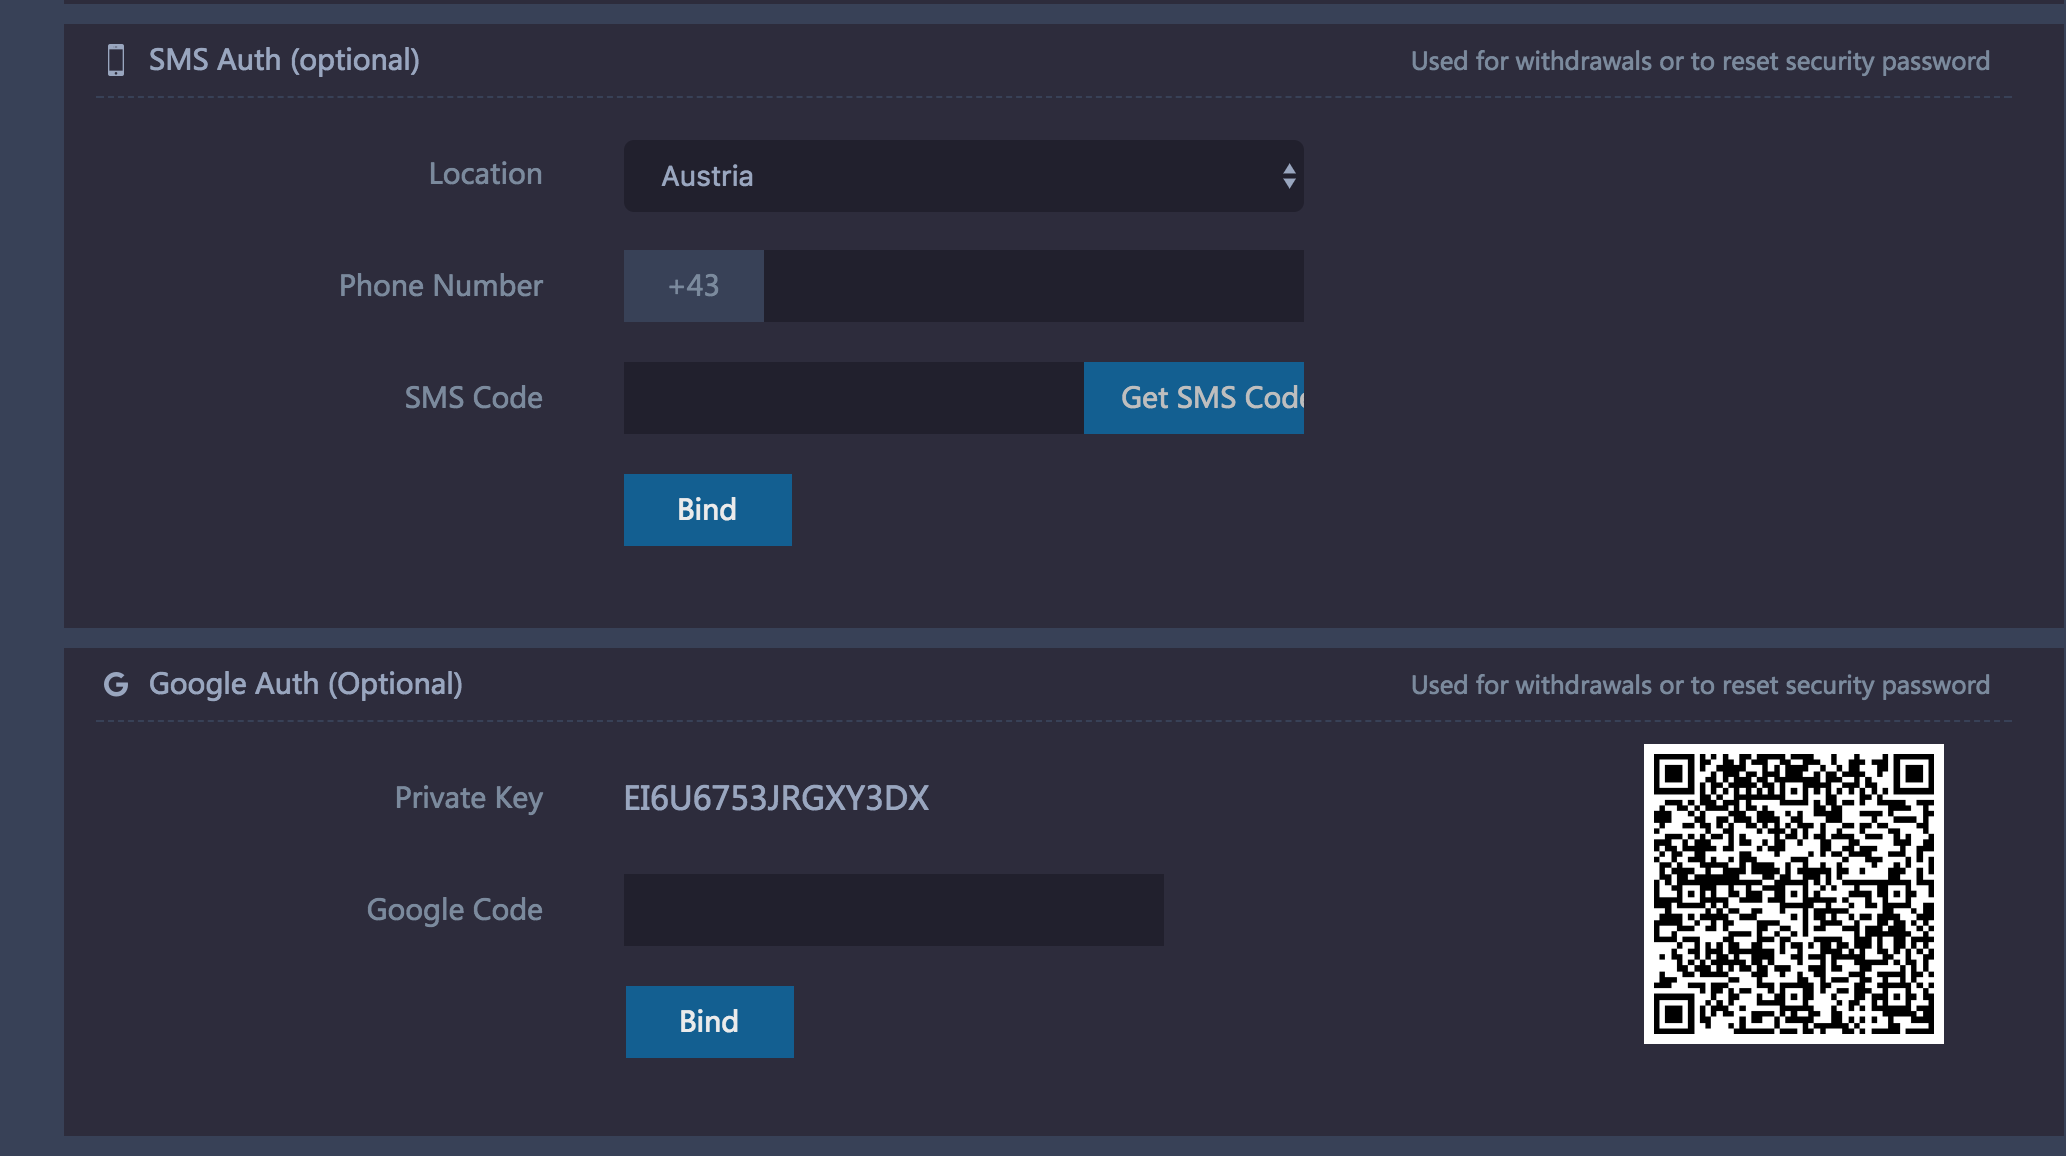 SMS Auth (optional)
Used for withdrawals or to reset security password
Location
Austria
Phone Number
+43
SMS Code
Get SMS Code
Bind
G Google Auth (Optional)
Used for withdrawals or to reset security password
Private Key
EI6U6753JRGXY3DX
Google Code
Bind